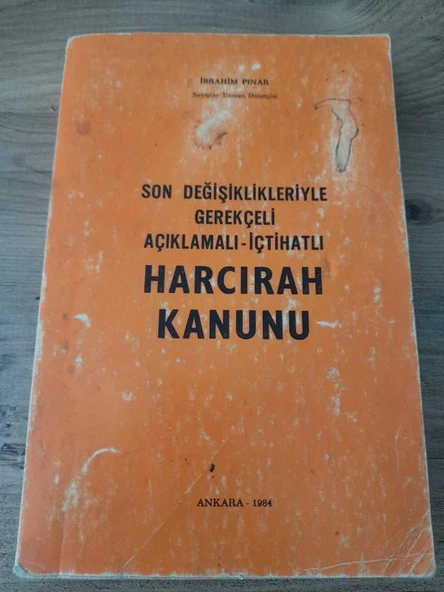 İBRAHİM PINAR
Sayıştay Uzman Denetçisi
SON DEĞİŞİKLİKLERİYLE
GEREKÇELİ
AÇIKLAMALI-İÇTİHATLI
HARCIRAH
KANUNU
ANKARA - 1984